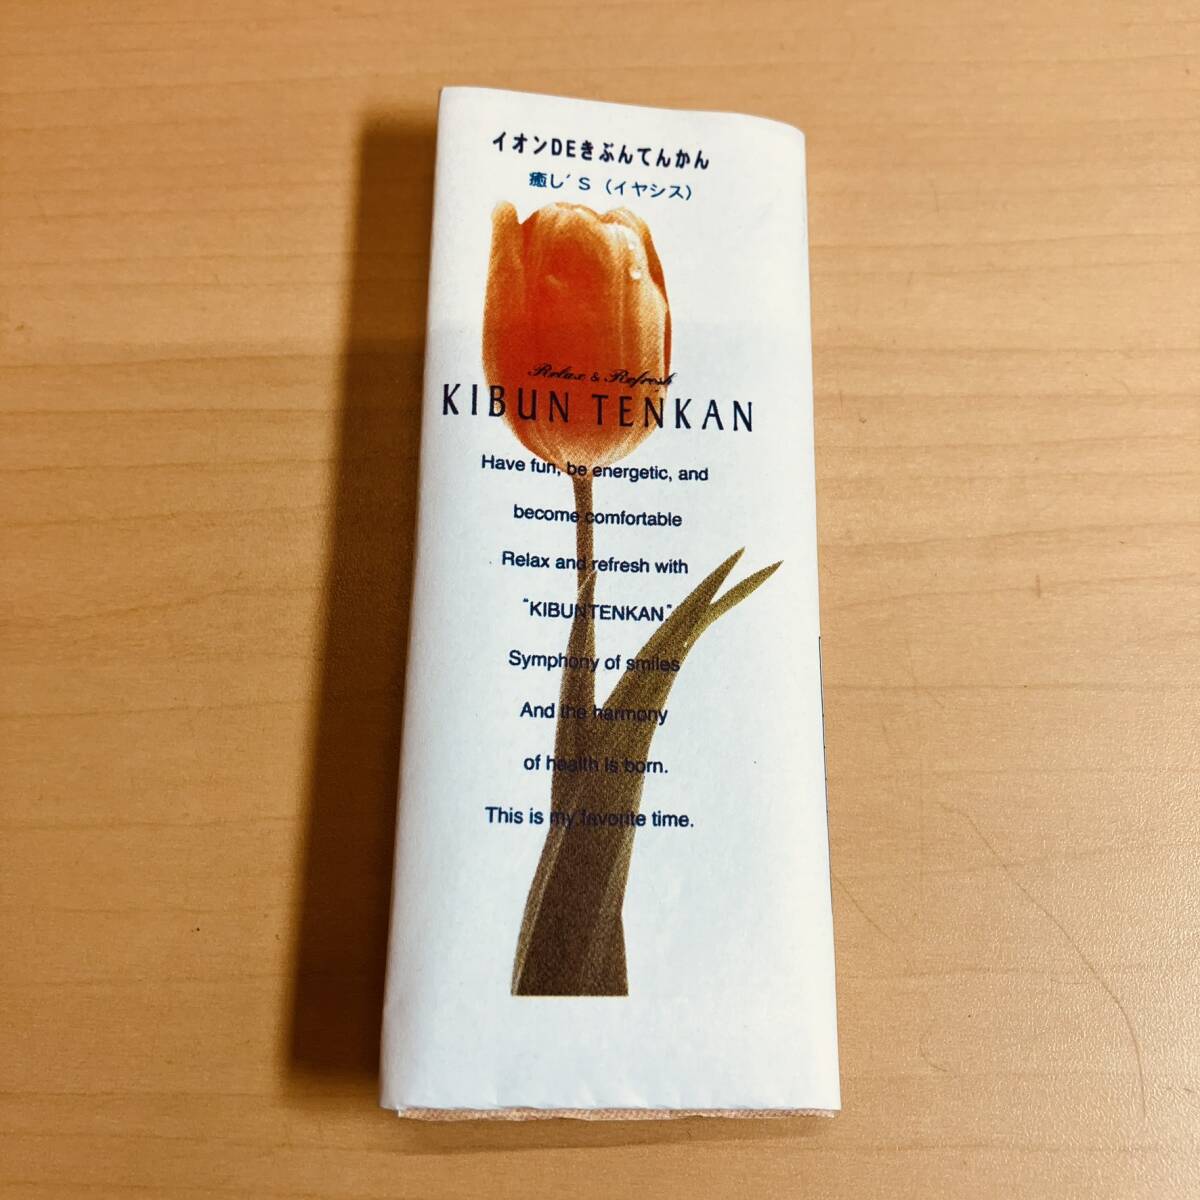 イオンDEきぶんてんかん
癒し’S（イヤシス）
Relax & Refresh
KIBUN TENKAN
Have fun, be energetic, and
become comfortable
Relax and refresh with
"KIBUNTENKAN."
Symphony of smiles
And the harmony
of health is born.
This is my favorite time.